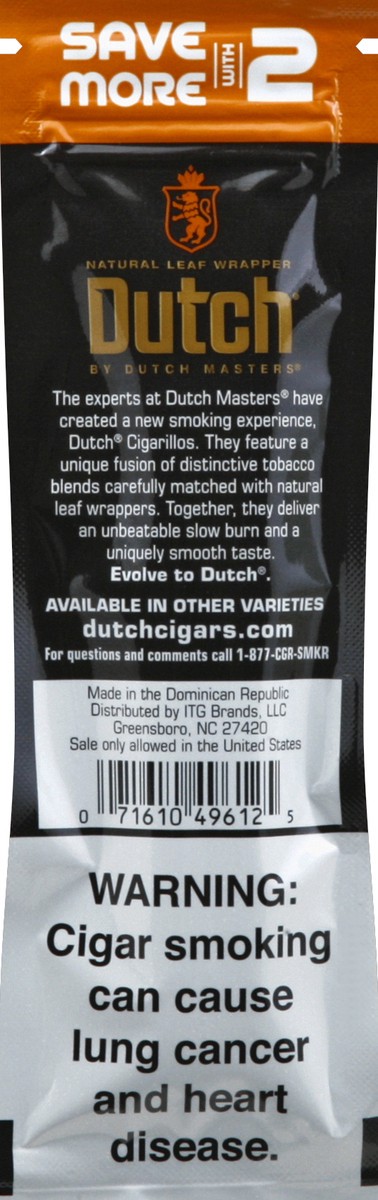 SAVE MORE WITH 2
NATURAL LEAF WRAPPER
Dutch
BY DUTCH MASTERS®
The experts at Dutch Masters® have
created a new smoking experience,
Dutch® Cigarillos. They feature a
unique fusion of distinctive tobacco
blends carefully matched with natural
leaf wrappers. Together, they deliver
an unbeatable slow burn and a
uniquely smooth taste.
Evolve to Dutch®.
AVAILABLE IN OTHER VARIETIES
dutchcigars.com
For questions and comments call 1-877-CGR-SMKR
Made in the Dominican Republic
Distributed by ITG Brands, LLC
Greensboro, NC 27420
Sale only allowed in the United States
0 71610 49612 5
WARNING:
Cigar smoking
can cause
lung cancer
and heart
disease.